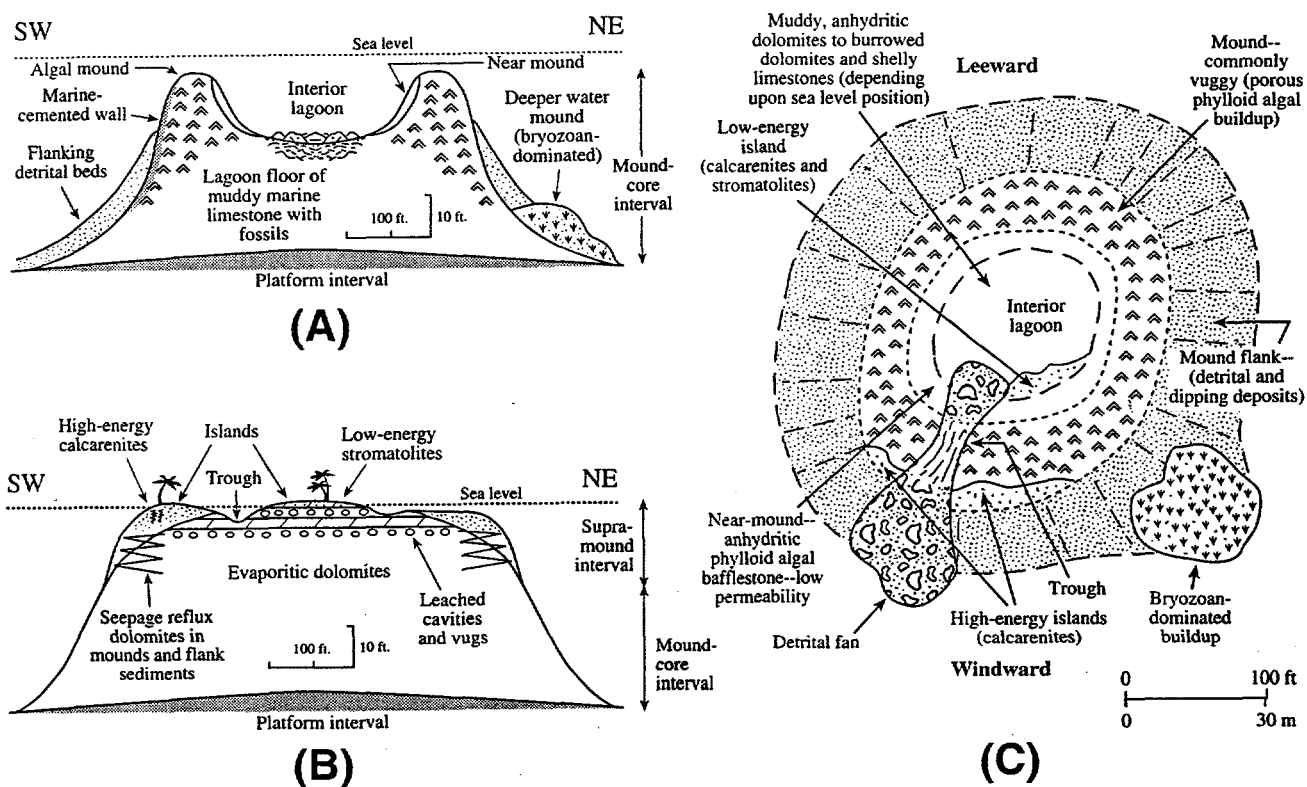 SW
NE
Sea level
Algal mound
Near mound
Marine-
cemented wall
Interior
lagoon
Deeper water
mound
(bryozoan-
dominated)
Flanking
detrital beds
Mound-
core
interval
Lagoon floor of
muddy marine
limestone with
fossils
100 ft.
10 ft.
Platform interval
(A)
High-energy
calcarenites
Islands
Low-energy
stromatolites
SW
Trough
NE
Sea level
Supra-
mound
interval
Evaporitic dolomites
Seepage reflux
dolomites in
mounds and flank
sediments
Leached
cavities
and vugs
100 ft.
10 ft.
Mound-
core
interval
Platform interval
(B)
Muddy, anhydritic
dolomites to burrowed
dolomites and shelly
limestones (depending
upon sea level position)
Leeward
Mound--
commonly
vuggy (porous
phylloid algal
buildup)
Low-energy
island
(calcarenites and
stromatolites)
Interior
lagoon
Mound flank--
(detrital and
dipping deposits)
Near-mound--
anhydritic
phylloid algal
bafflestone--low
permeability
Trough
Detrital fan
High-energy islands
(calcarenites)
Bryozoan-
dominated
buildup
Windward
0
100 ft
0
30 m
(C)